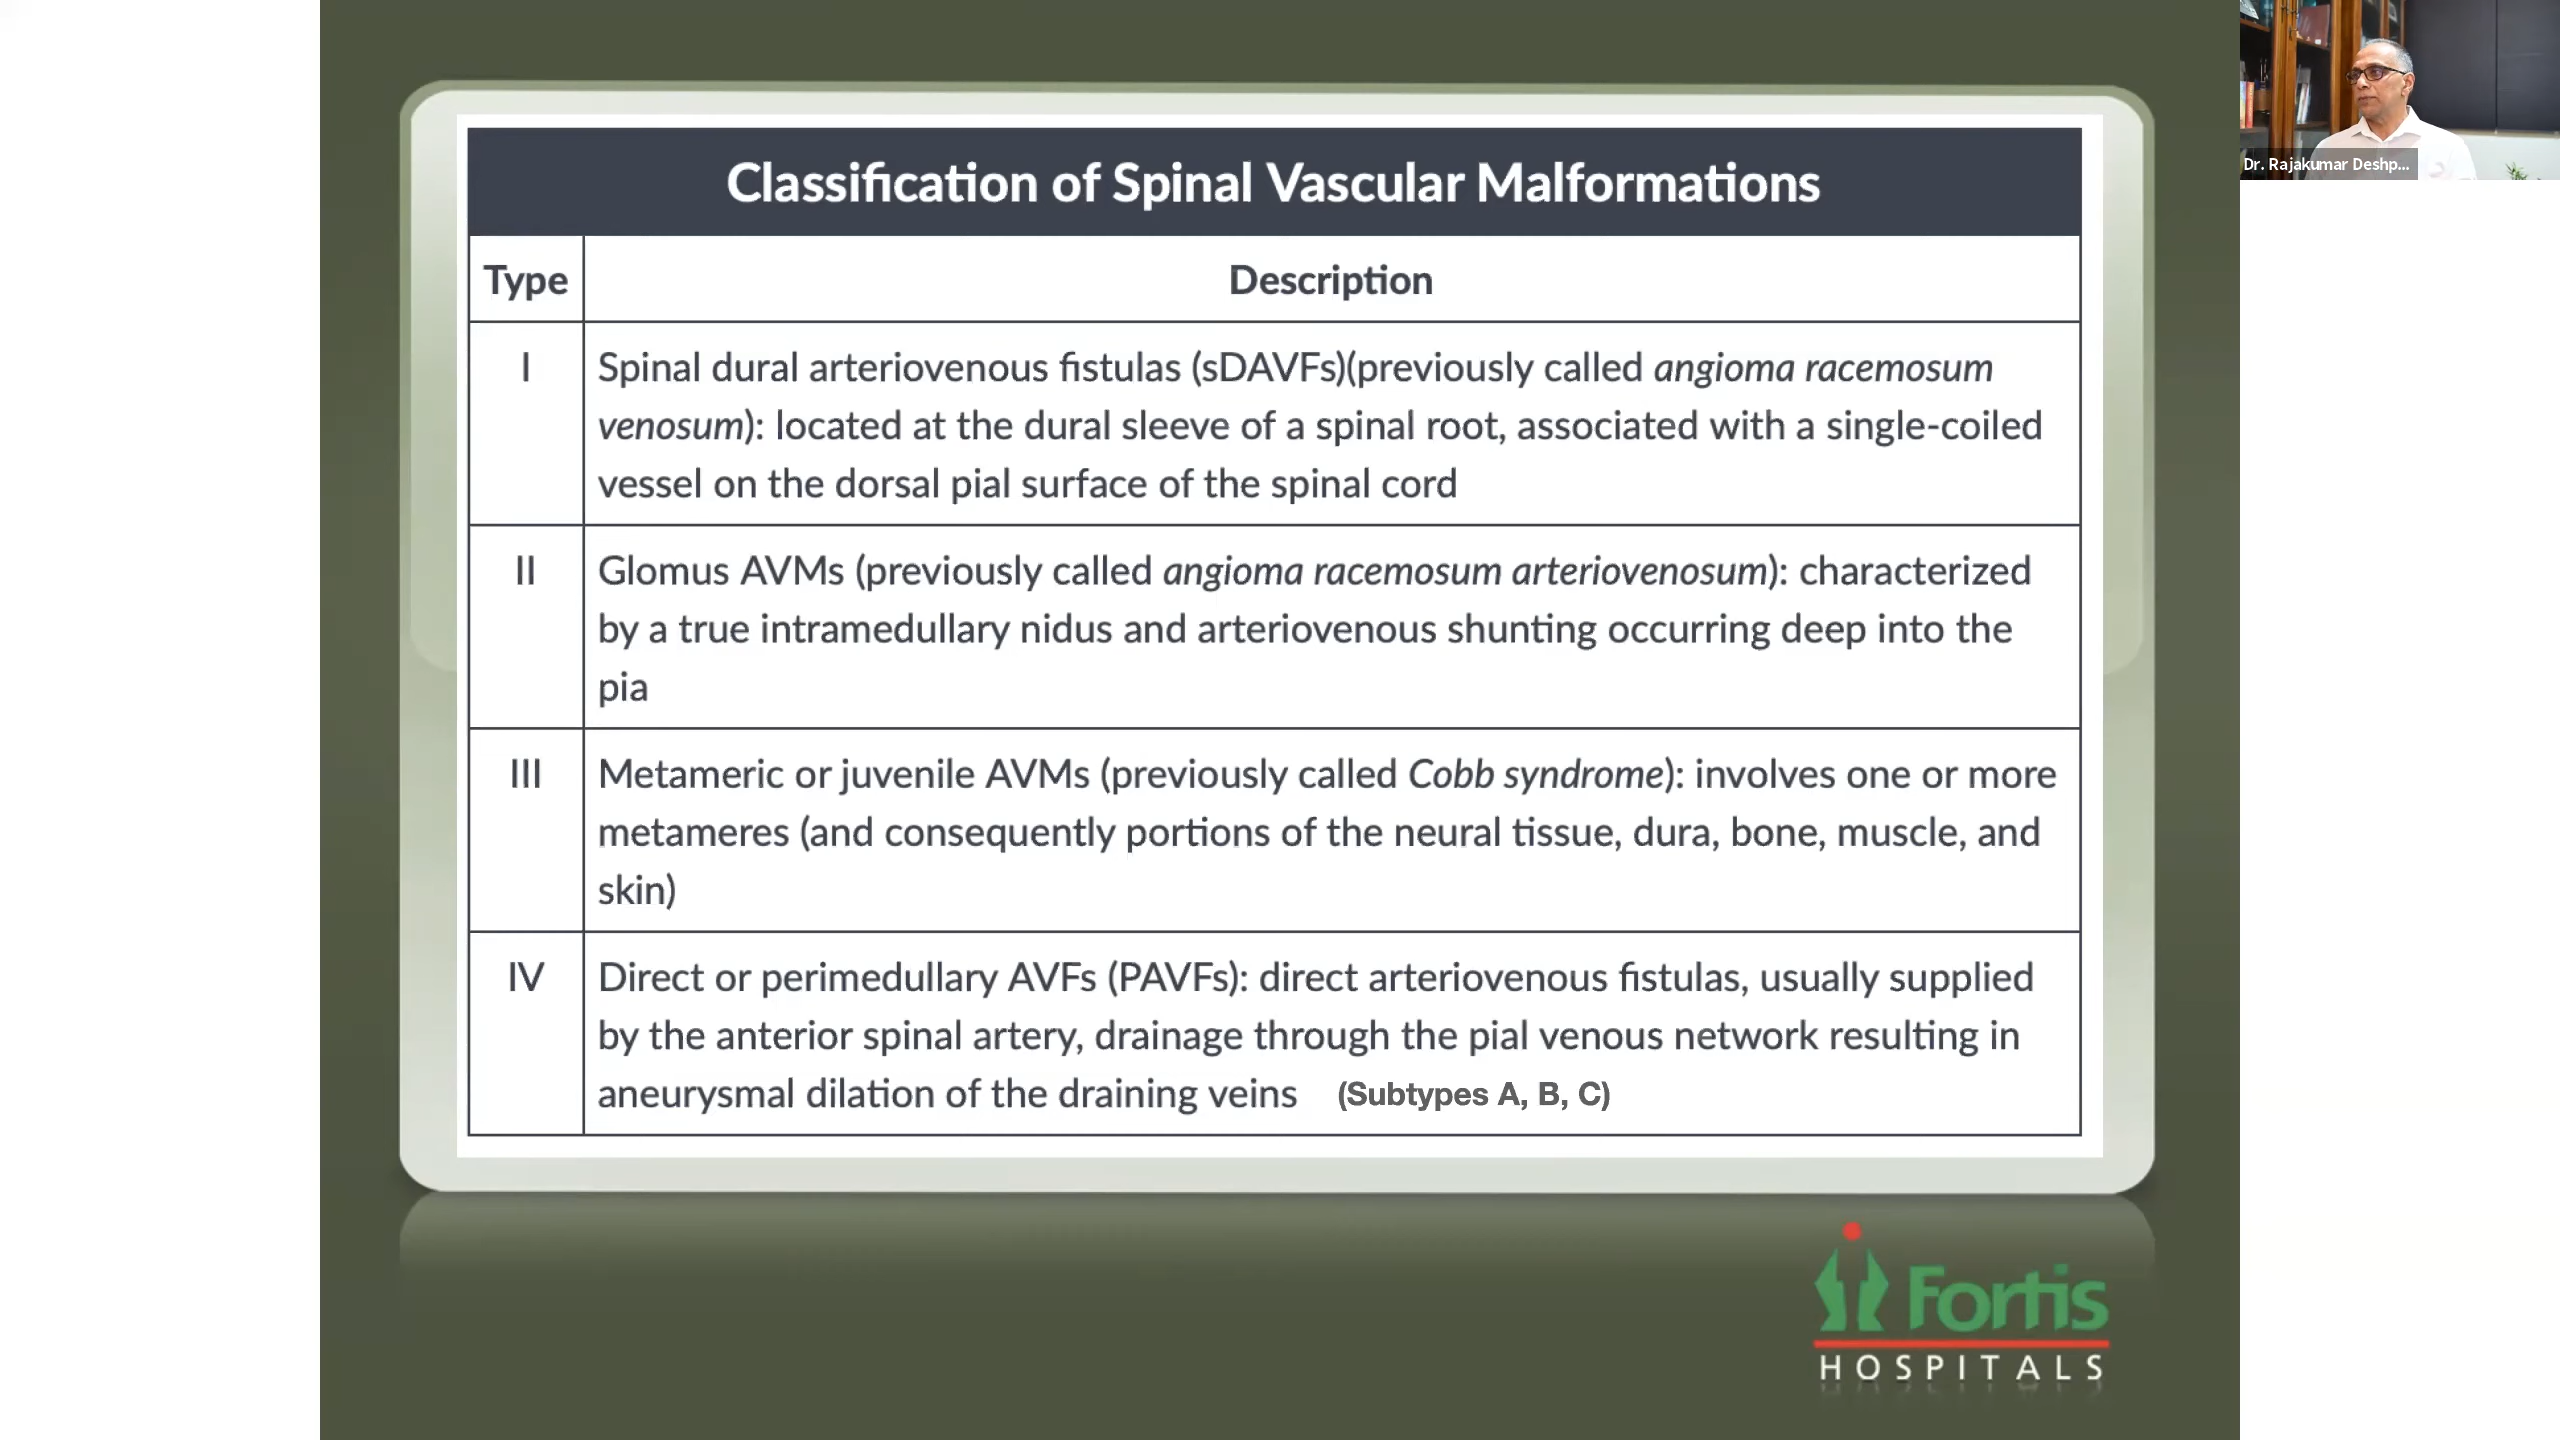 Classification of Spinal Vascular Malformations
Type Description
I Spinal dural arteriovenous fistulas (sDAVFs)(previously called angioma racemosum
venosum): located at the dural sleeve of a spinal root, associated with a single-coiled
vessel on the dorsal pial surface of the spinal cord
II Glomus AVMs (previously called angioma racemosum arteriovenosum): characterized
by a true intramedullary nidus and arteriovenous shunting occurring deep into the
pia
III Metameric or juvenile AVMs (previously called Cobb syndrome): involves one or more
metameres (and consequently portions of the neural tissue, dura, bone, muscle, and
skin)
IV Direct or perimedullary AVFs (PAVFs): direct arteriovenous fistulas, usually supplied
by the anterior spinal artery, drainage through the pial venous network resulting in
aneurysmal dilation of the draining veins (Subtypes A, B, C)
Fortis
HOSPITALS
Dr. Rajakumar Deshp...